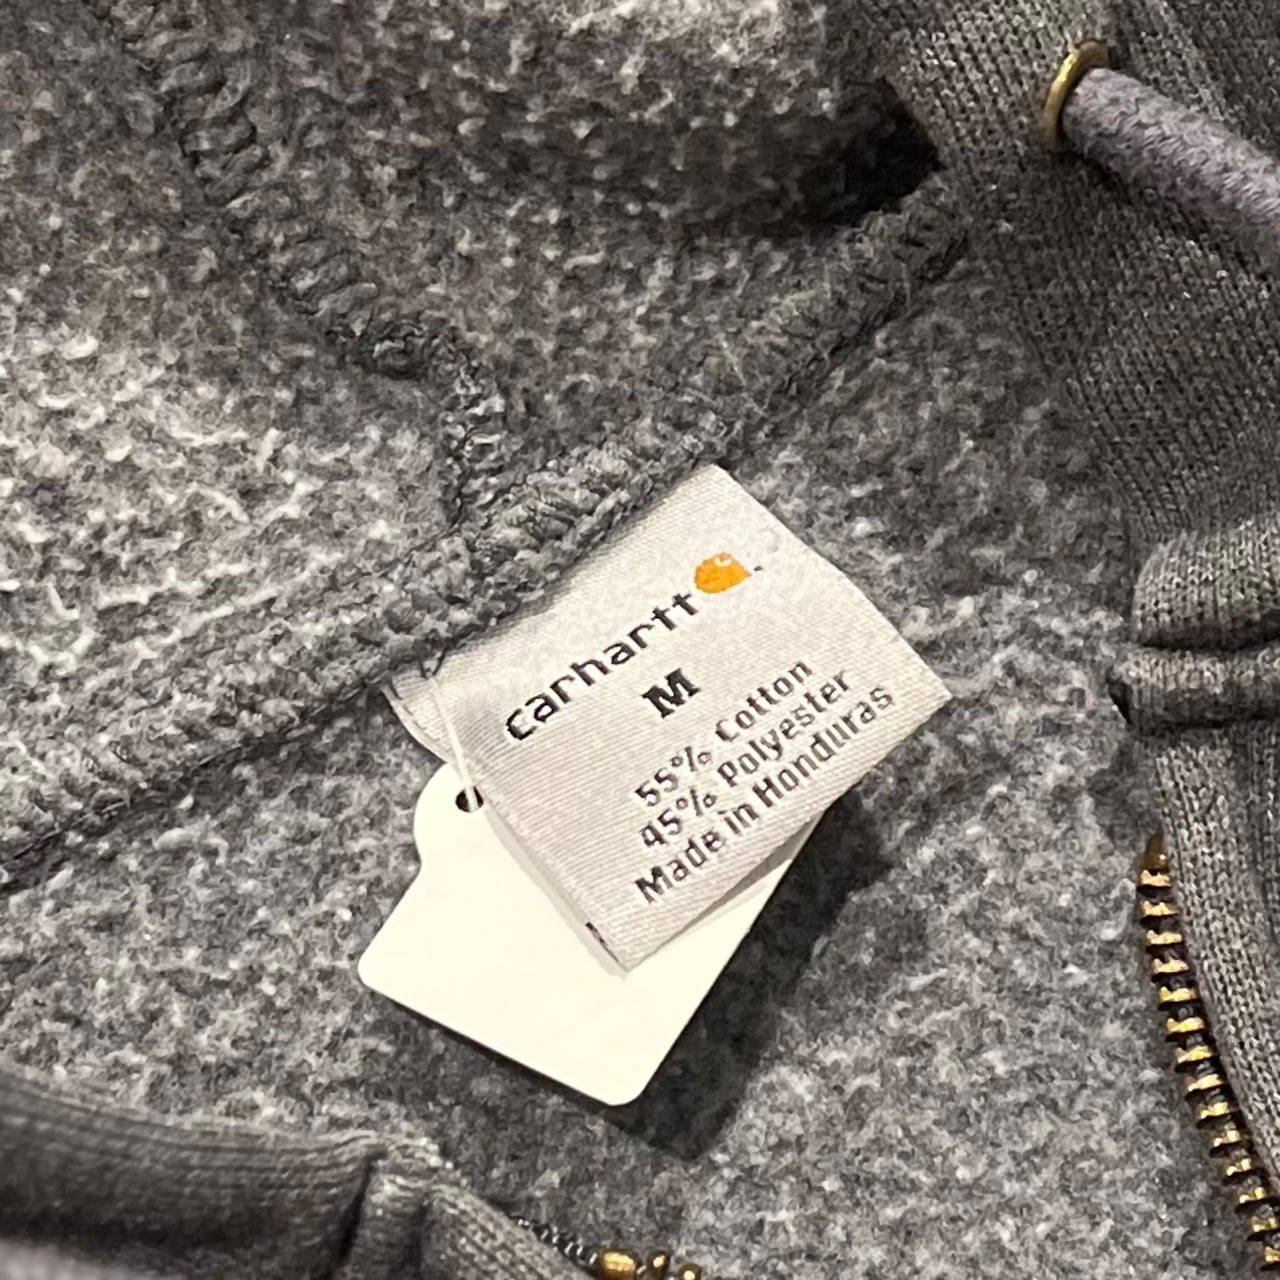 carhartt
M
55% Cotton
45% Polyester
Made in Honduras